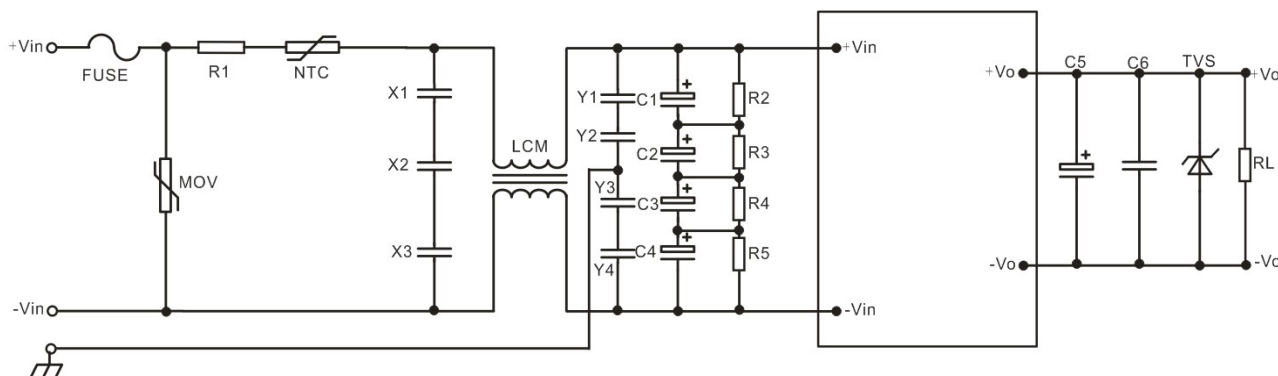 +Vin
FUSE
R1
NTC
MOV
X1
X2
X3
LCM
Y1
Y2
Y3
Y4
C1
+
C2
+
C3
+
C4
+
R2
R3
R4
R5
+Vin
-Vin
+Vo
-Vo
C5
+
C6
TVS
+Vo
RL
-Vo
-Vin